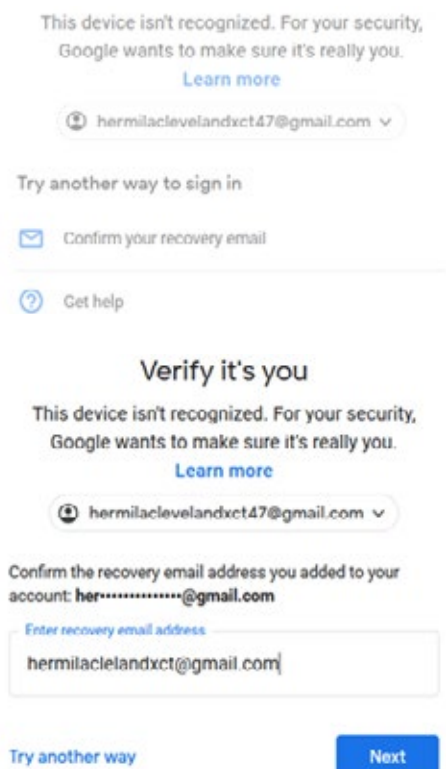 This device isn't recognized. For your security,
Google wants to make sure it's really you.
Learn more
hermilaclevelandxct47@gmail.com
Try another way to sign in
Confirm your recovery email
Get help
Verify it's you
This device isn't recognized. For your security,
Google wants to make sure it's really you.
Learn more
hermilaclevelandxct47@gmail.com
Confirm the recovery email address you added to your
account: her••••••••••••••@gmail.com
Enter recovery email address
hermilaclelandxct@gmail.com
Try another way Next